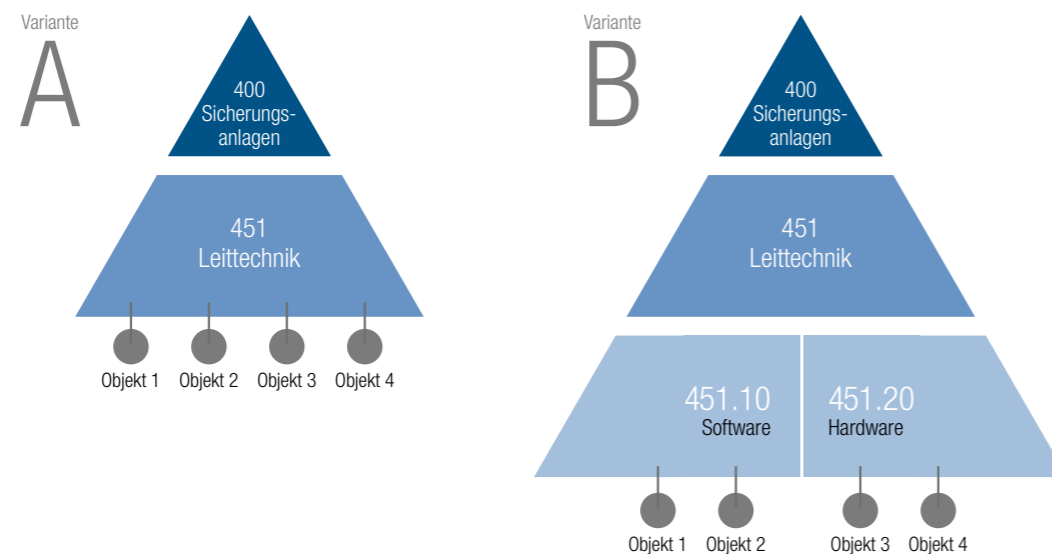 Variante
A
400
Sicherungs-
anlagen
451
Leittechnik
Objekt 1 Objekt 2 Objekt 3 Objekt 4
Variante
B
400
Sicherungs-
anlagen
451
Leittechnik
451.10 451.20
Software Hardware
Objekt 1 Objekt 2 Objekt 3 Objekt 4